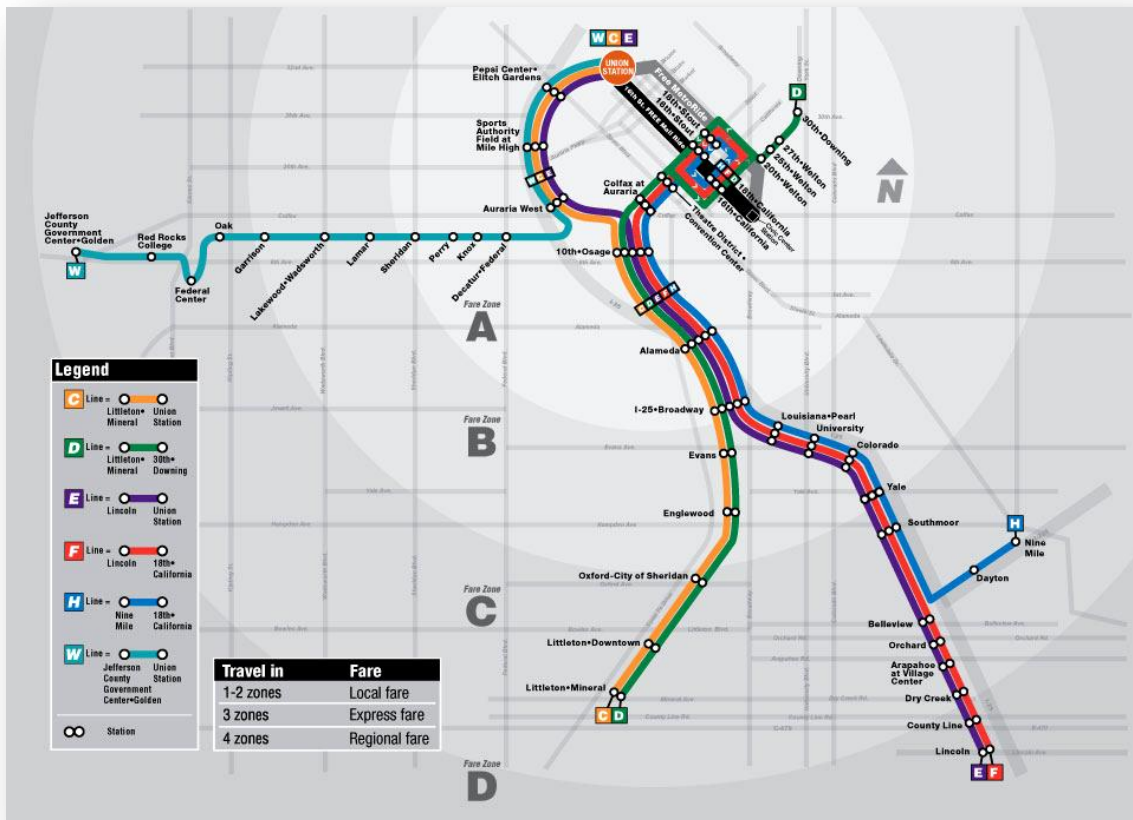 W C E
UNION
STATION
Pepsi Center•
Elitch Gardens
Sports
Authority
Field at
Mile High
Auraria West
Free MetroRide
16th St. FREE Mall Ride
18th•Stout
16th•Stout
D
30th•Downing
27th•Welton
25th•Welton
20th•Welton
18th•California
16th•California
Civic Center
Station
Theatre District •
Convention Center
Colfax at
Auraria
N
10th•Osage
Jefferson
County
Government
Center•Golden
W
Red Rocks
College
Federal
Center
Oak
Garrison
Lakewood•Wadsworth
Lamar
Sheridan
Perry
Knox
Decatur•Federal
Fare Zone
A
C D E F H
Alameda
I-25•Broadway
Fare Zone
B
Louisiana•Pearl
University
Colorado
Evans
Yale
Englewood
Southmoor
H
Nine
Mile
Dayton
Oxford-City of Sheridan
Fare Zone
C
Belleview
Orchard
Arapahoe
at Village
Center
Dry Creek
County Line
Lincoln
E F
Littleton•Downtown
Littleton•Mineral
C D
Fare Zone
D
Legend
C Line =
Littleton• Union
Mineral Station
D Line =
Littleton• 30th•
Mineral Downing
E Line =
Lincoln Union
Station
F Line =
Lincoln 18th•
California
H Line =
Nine 18th•
Mile California
W Line =
Jefferson Union
County Station
Government
Center•Golden
Station
Travel in Fare
1-2 zones Local fare
3 zones Express fare
4 zones Regional fare